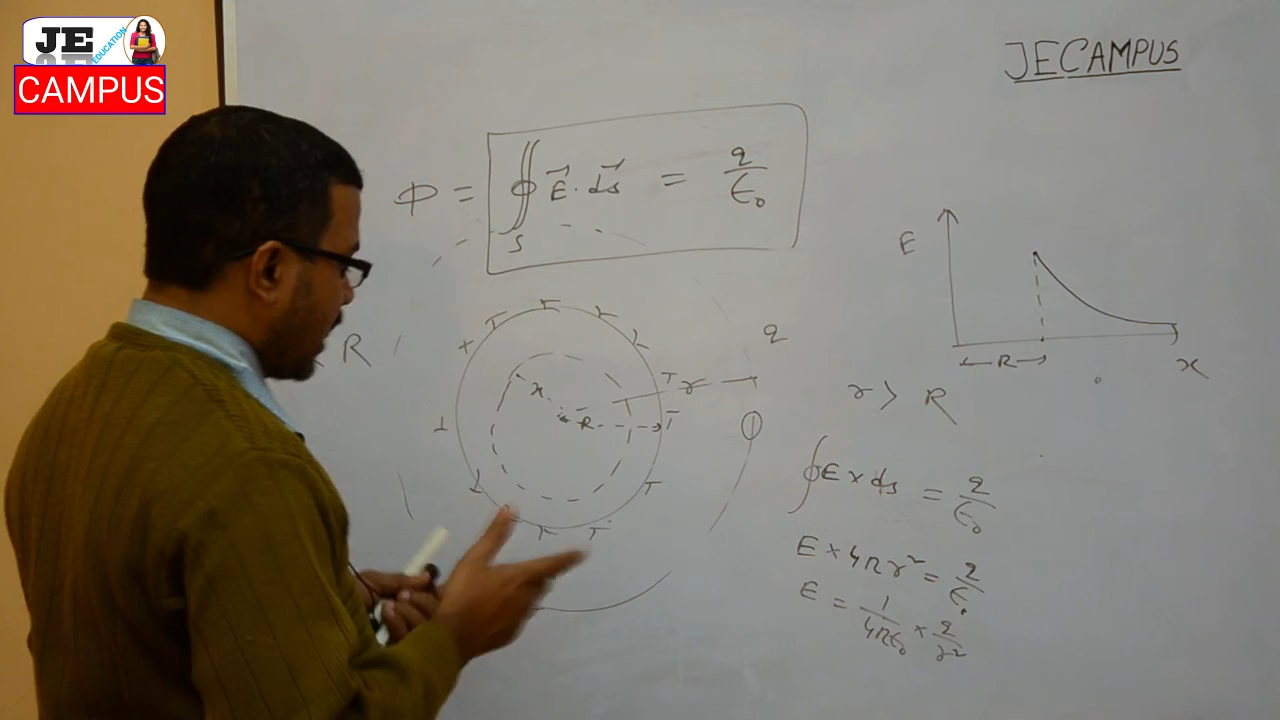 JE
EDUCATION
CAMPUS
JECAMPUS
Φ = ∯ E⃗ . ds⃗ = q/ε₀
S
E
R
x
R
x
R
r
q
r > R
∮ E x ds = q/ε₀
E x 4πr² = q/ε₀
E = 1/4πε₀ x q/r²